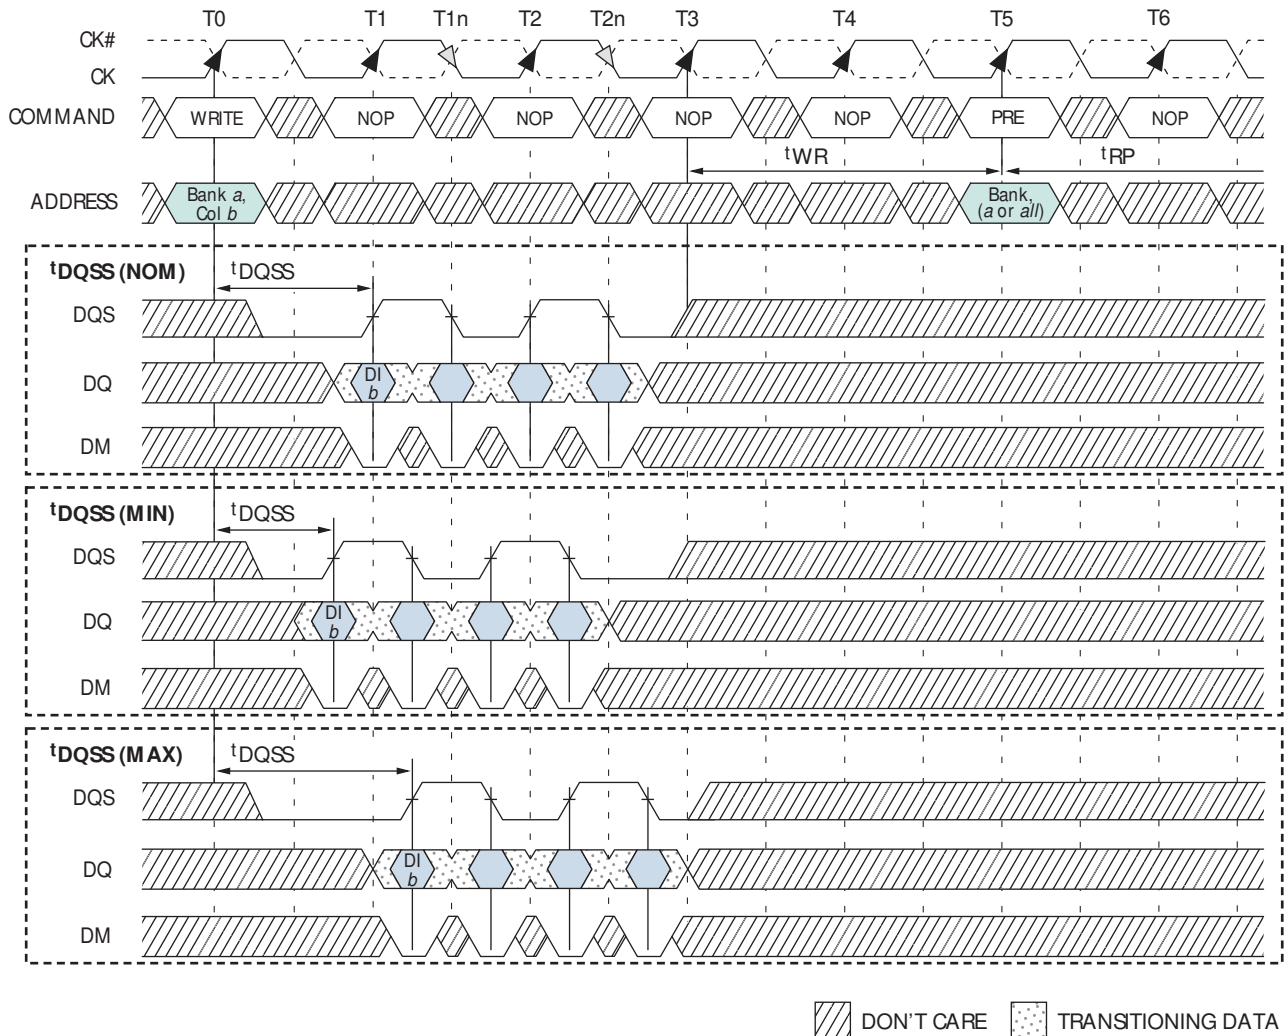 T0 T1 T1n T2 T2n T3 T4 T5 T6
CK#
CK
COMMAND WRITE NOP NOP NOP NOP PRE NOP
tWR tRP
ADDRESS Bank a, Col b Bank, (a or all)
tDQSS (NOM) tDQSS
DQS
DQ DI b
DM
tDQSS (MIN) tDQSS
DQS
DQ DI b
DM
tDQSS (MAX) tDQSS
DQS
DQ DI b
DM
DON'T CARE TRANSITIONING DATA